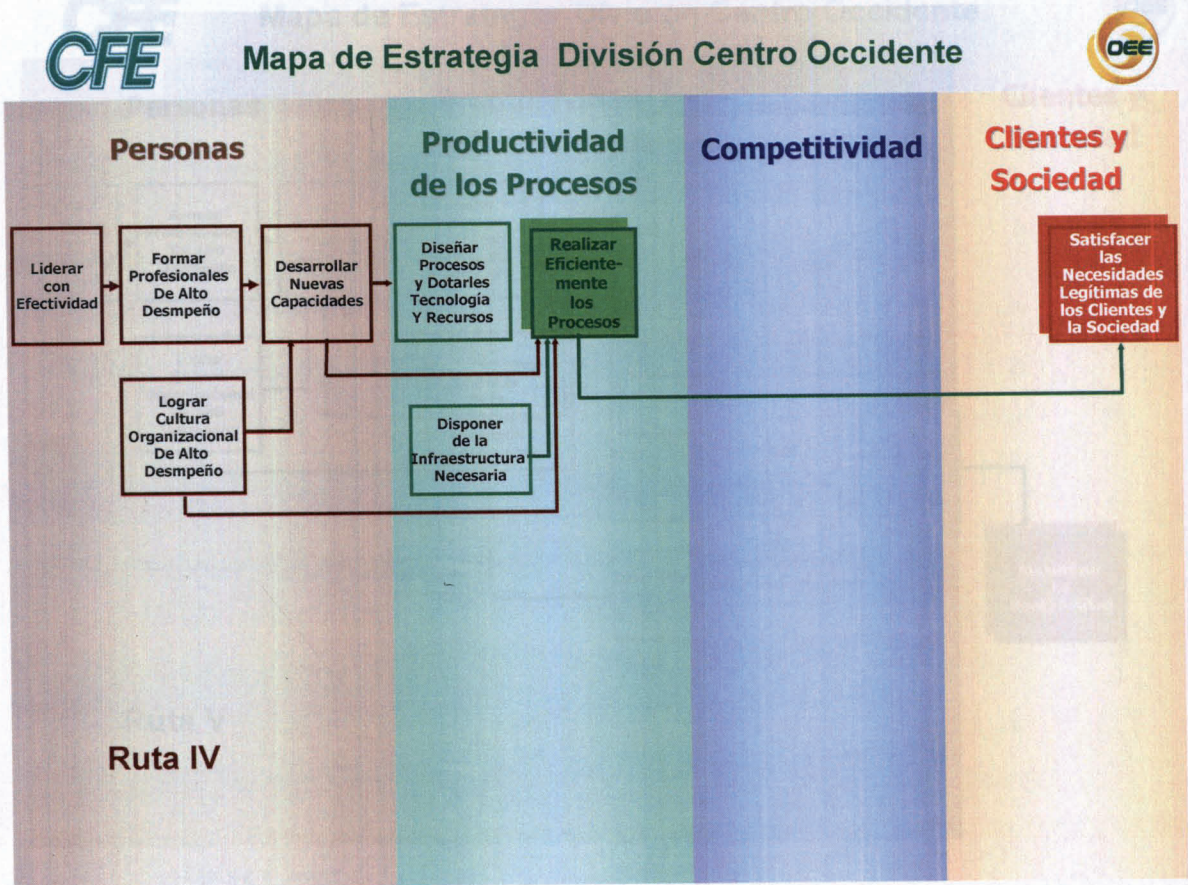 CFE
Mapa de Estrategia División Centro Occidente
OEE
Personas
Productividad
de los Procesos
Competitividad
Clientes y
Sociedad
Liderar
con
Efectividad
Formar
Profesionales
De Alto
Desmpeño
Desarrollar
Nuevas
Capacidades
Diseñar
Procesos
y Dotarles
Tecnología
Y Recursos
Realizar
Eficiente-
mente
los
Procesos
Satisfacer
las
Necesidades
Legítimas de
los Clientes y
la Sociedad
Lograr
Cultura
Organizacional
De Alto
Desmpeño
Disponer
de la
Infraestructura
Necesaria
Ruta V
Ruta IV